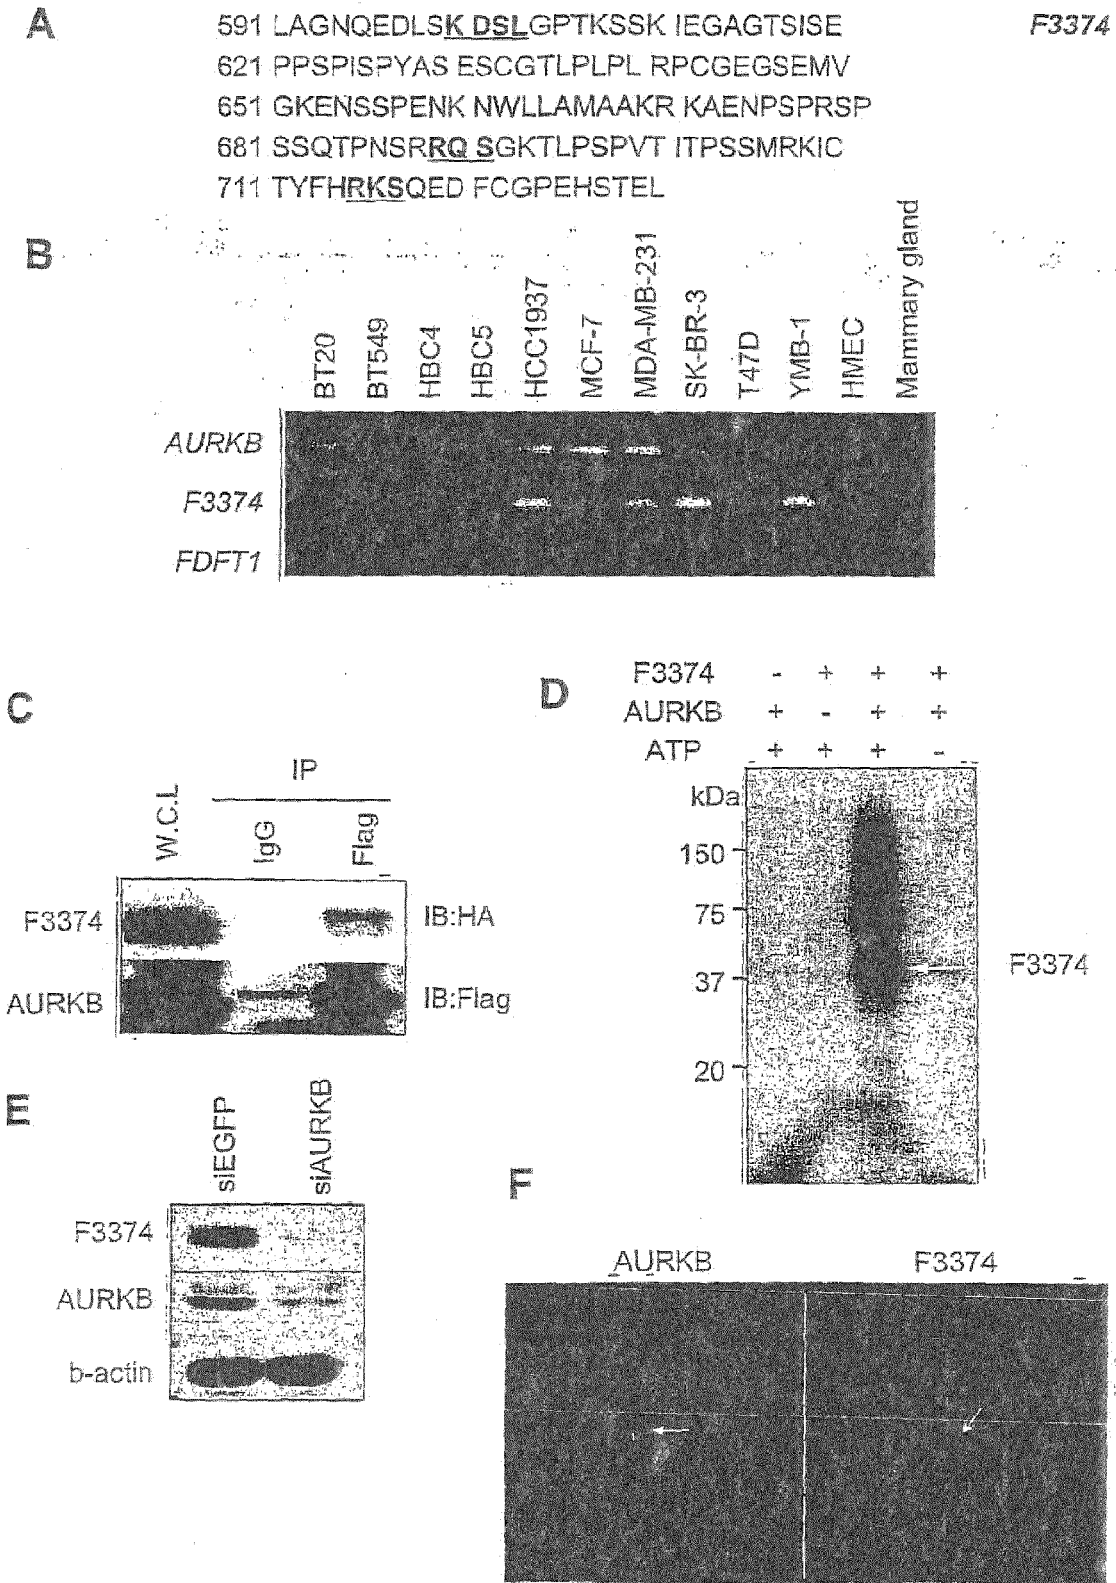 A
591 LAGNQEDLSK DSLGPTKSSK IEGAGTSISE F3374
621 PPSPISPYAS ESCGTLPLPL RPCGEGSEMV
651 GKENSSPENK NWLLAMAAKR KAENPSPRSP
681 SSQTPNSRRQ SGKTLPSPVT ITPSSMRKIC
711 TYFHRKSQED FCGPEHSTEL
B
BT20
BT549
HBC4
HBC5
HCC1937
MCF-7
MDA-MB-231
SK-BR-3
T47D
YMB-1
HMEC
Mammary gland
AURKB
F3374
FDFT1
C
IP
W.C.L
IgG
Flag
F3374 IB:HA
AURKB IB:Flag
D
F3374 - + + +
AURKB + - + +
ATP + + + -
kDa
150
75
37
20
F3374
E
siEGFP
siAURKB
F3374
AURKB
b-actin
F
AURKB F3374